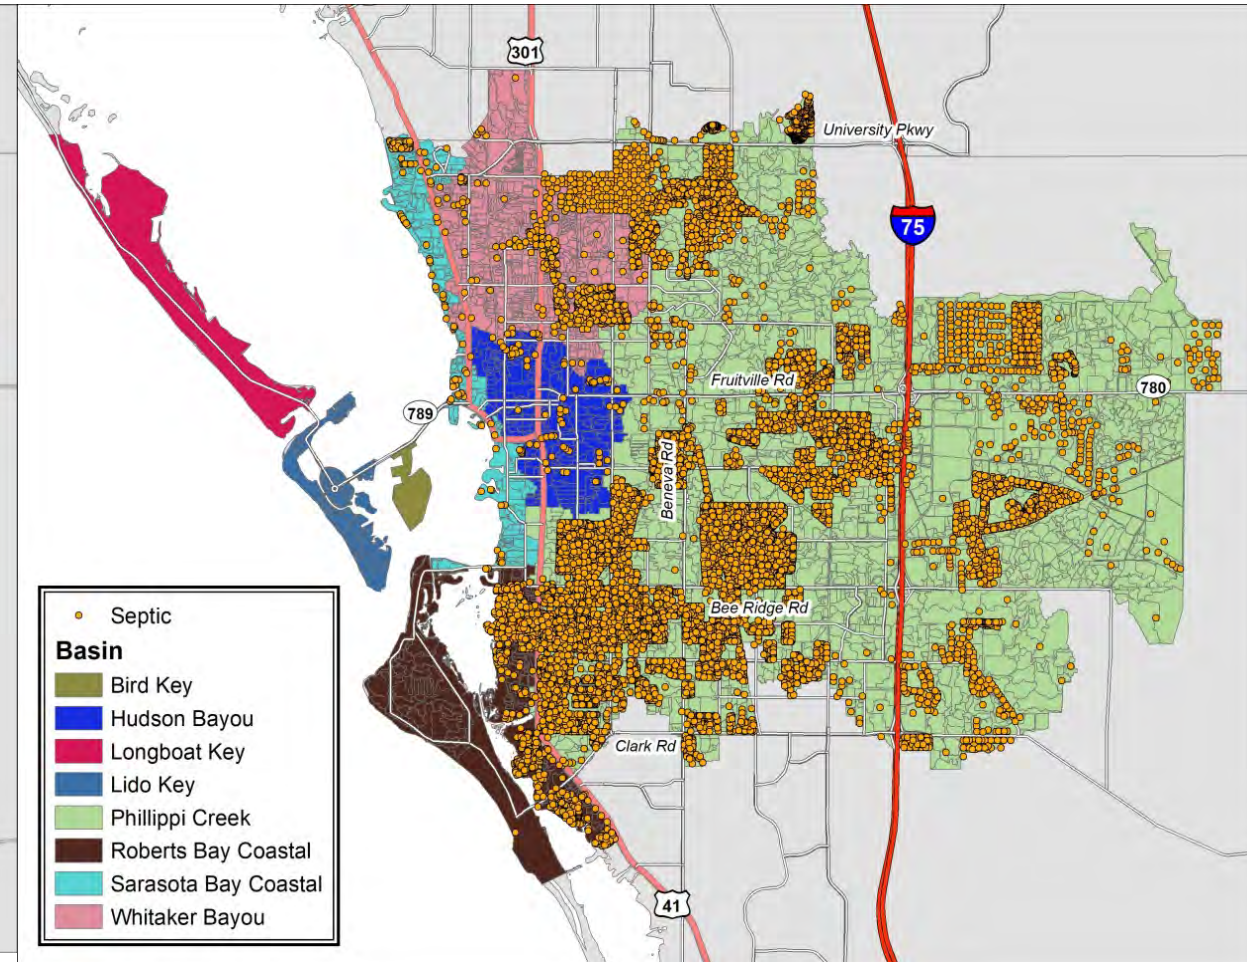 301
University Pkwy
75
Fruitville Rd
780
789
Beneva Rd
Bee Ridge Rd
Clark Rd
41
Septic
Basin
Bird Key
Hudson Bayou
Longboat Key
Lido Key
Phillippi Creek
Roberts Bay Coastal
Sarasota Bay Coastal
Whitaker Bayou